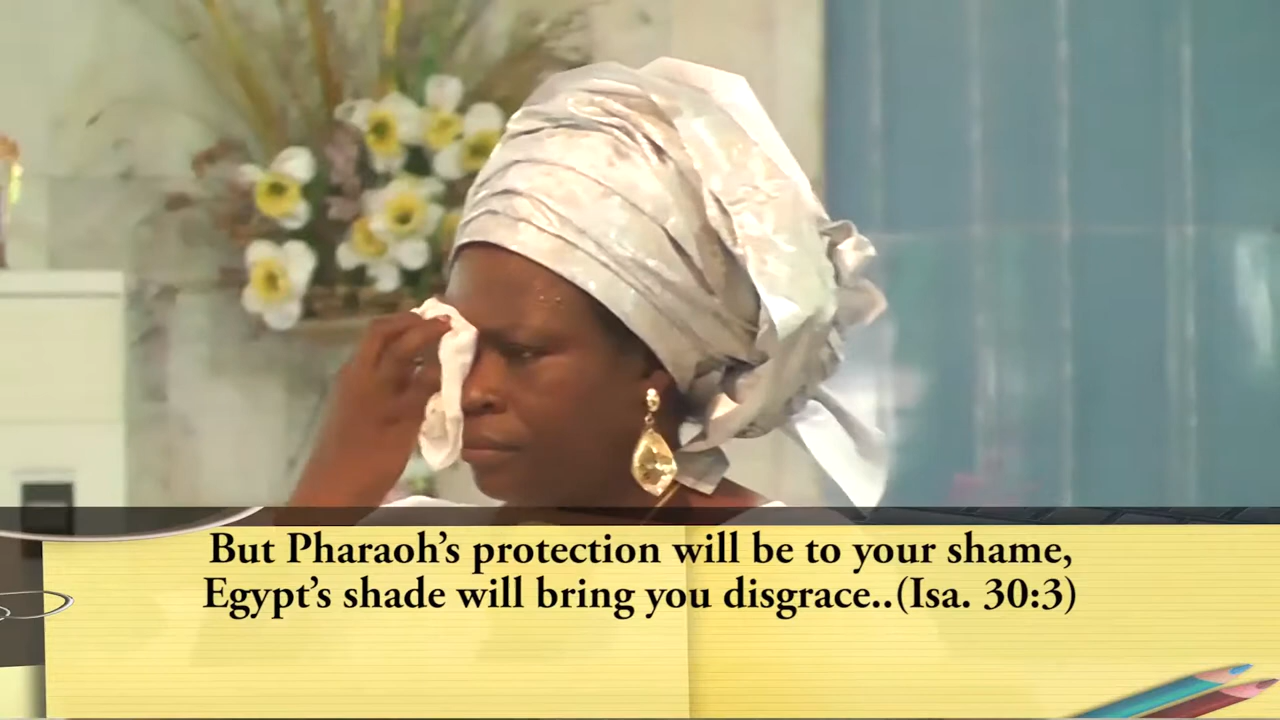 But Pharaoh’s protection will be to your shame,
Egypt’s shade will bring you disgrace..(Isa. 30:3)